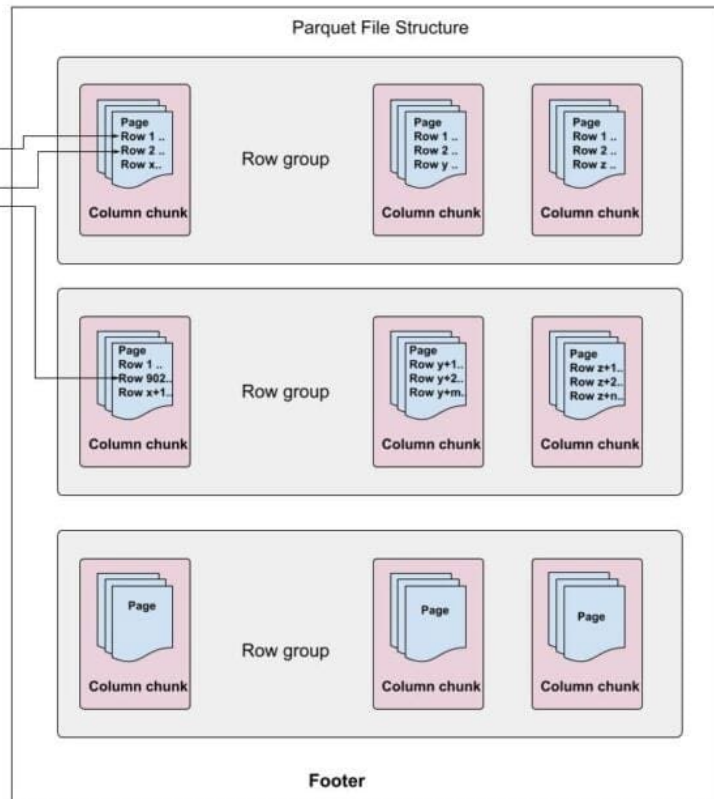 Parquet File Structure
Page
Row 1 ..
Row 2 ..
Row x..
Column chunk
Row group
Page
Row 1 ..
Row 2 ..
Row y ..
Column chunk
Page
Row 1 ..
Row 2 ..
Row z ..
Column chunk
Page
Row 1 ..
Row 902..
Row x+1..
Column chunk
Row group
Page
Row y+1..
Row y+2..
Row y+m..
Column chunk
Page
Row z+1..
Row z+2..
Row z+n..
Column chunk
Page
Column chunk
Row group
Page
Column chunk
Page
Column chunk
Footer